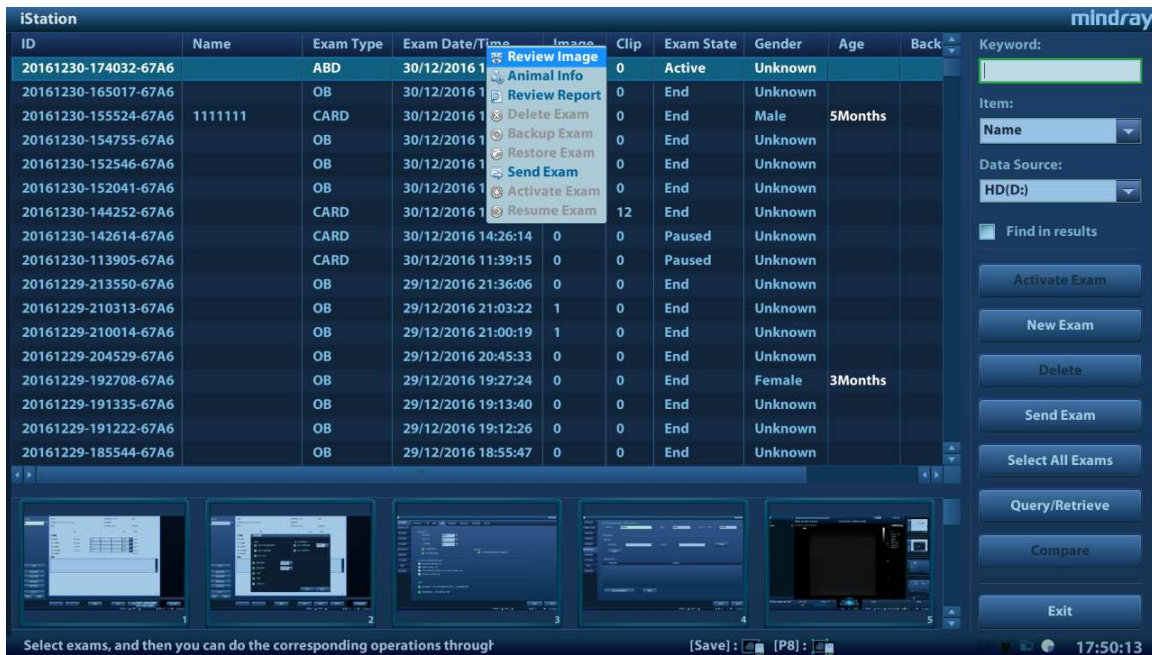 iStation
mindray
ID Name Exam Type Exam Date/Time Image Clip Exam State Gender Age Back
20161230-174032-67A6 ABD 30/12/2016 1 0 Active Unknown
20161230-165017-67A6 OB 30/12/2016 1 0 End Unknown
20161230-155524-67A6 1111111 CARD 30/12/2016 1 0 End Male 5Months
20161230-154755-67A6 OB 30/12/2016 1 0 End Unknown
20161230-152546-67A6 OB 30/12/2016 1 0 End Unknown
20161230-152041-67A6 OB 30/12/2016 1 0 End Unknown
20161230-144252-67A6 CARD 30/12/2016 1 12 End Unknown
20161230-142614-67A6 CARD 30/12/2016 14:26:14 0 0 Paused Unknown
20161230-113905-67A6 CARD 30/12/2016 11:39:15 0 0 Paused Unknown
20161229-213550-67A6 OB 29/12/2016 21:36:06 0 0 End Unknown
20161229-210313-67A6 OB 29/12/2016 21:03:22 1 0 End Unknown
20161229-210014-67A6 OB 29/12/2016 21:00:19 1 0 End Unknown
20161229-204529-67A6 OB 29/12/2016 20:45:33 0 0 End Unknown
20161229-192708-67A6 OB 29/12/2016 19:27:24 0 0 End Female 3Months
20161229-191335-67A6 OB 29/12/2016 19:13:40 0 0 End Unknown
20161229-191222-67A6 OB 29/12/2016 19:12:26 0 0 End Unknown
20161229-185544-67A6 OB 29/12/2016 18:55:47 0 0 End Unknown
Review Image
Animal Info
Review Report
Delete Exam
Backup Exam
Restore Exam
Send Exam
Activate Exam
Resume Exam
Keyword:
Item:
Name
Data Source:
HD(D:)
Find in results
Activate Exam
New Exam
Delete
Send Exam
Select All Exams
Query/Retrieve
Compare
Exit
1
2
3
4
5
Select exams, and then you can do the corresponding operations through
[Save] : [P8] :
17:50:13